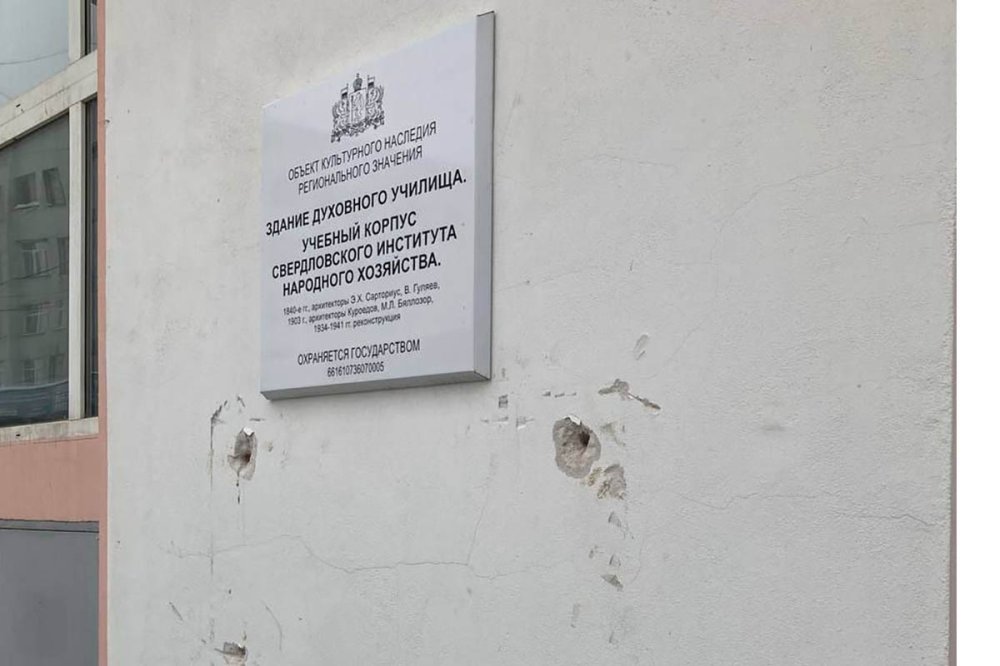 ОБЪЕКТ КУЛЬТУРНОГО НАСЛЕДИЯ
РЕГИОНАЛЬНОГО ЗНАЧЕНИЯ
ЗДАНИЕ ДУХОВНОГО УЧИЛИЩА.
УЧЕБНЫЙ КОРПУС
СВЕРДЛОВСКОГО ИНСТИТУТА
НАРОДНОГО ХОЗЯЙСТВА.
1840-е гг., архитекторы Э.Х. Сарториус, В. Гуляев,
1903 г., архитекторы Куроедов, М.Л. Бяллозор,
1934-1941 гг. реконструкция
ОХРАНЯЕТСЯ ГОСУДАРСТВОМ
661610736070005